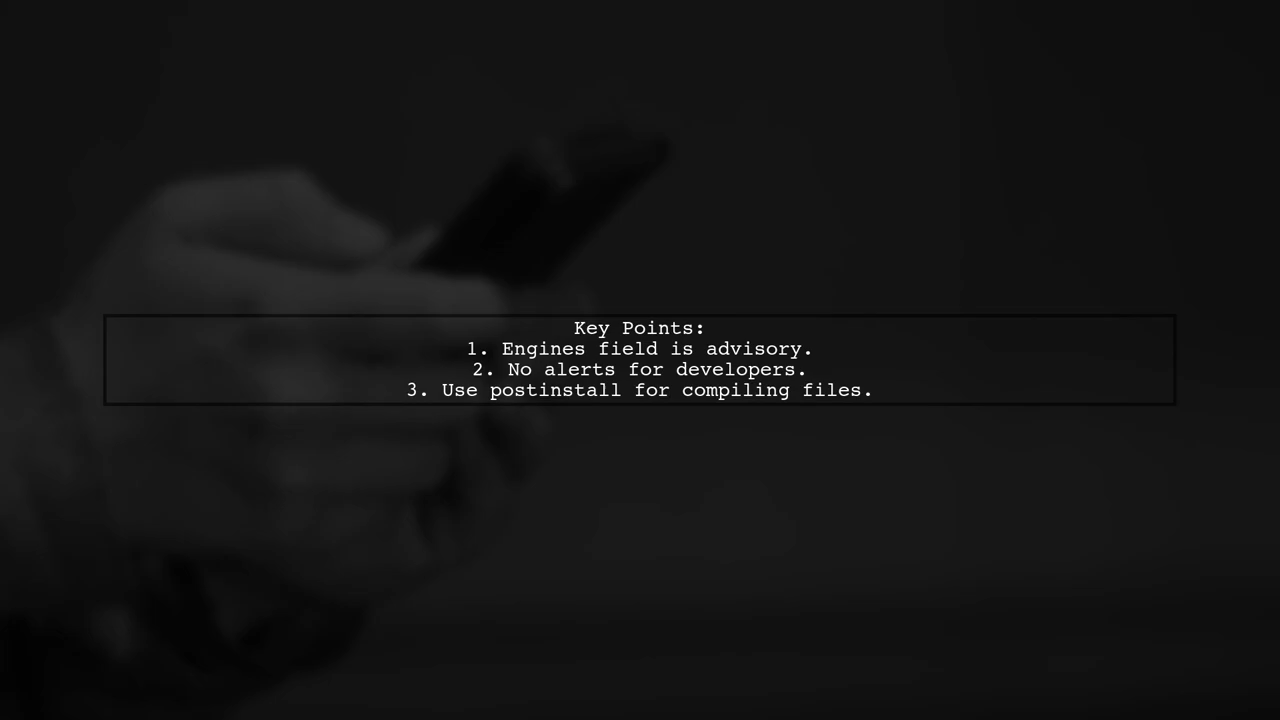 Key Points:
1. Engines field is advisory.
2. No alerts for developers.
3. Use postinstall for compiling files.